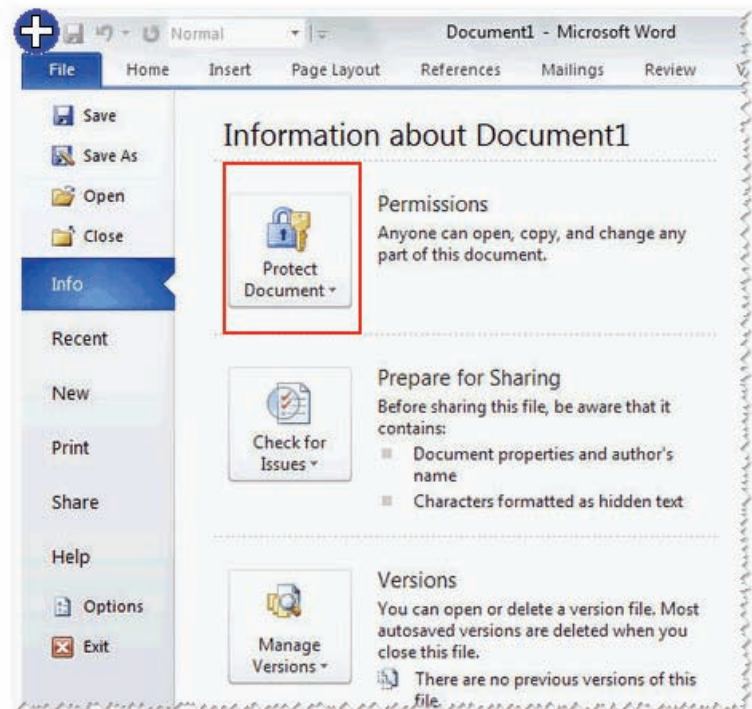 Normal
Document1 - Microsoft Word
File Home Insert Page Layout References Mailings Review
Save
Save As
Open
Close
Info
Recent
New
Print
Share
Help
Options
Exit
Information about Document1
Protect
Document
Permissions
Anyone can open, copy, and change any
part of this document.
Check for
Issues
Prepare for Sharing
Before sharing this file, be aware that it
contains:
Document properties and author's
name
Characters formatted as hidden text
Manage
Versions
Versions
You can open or delete a version file. Most
autosaved versions are deleted when you
close this file.
There are no previous versions of this
file.